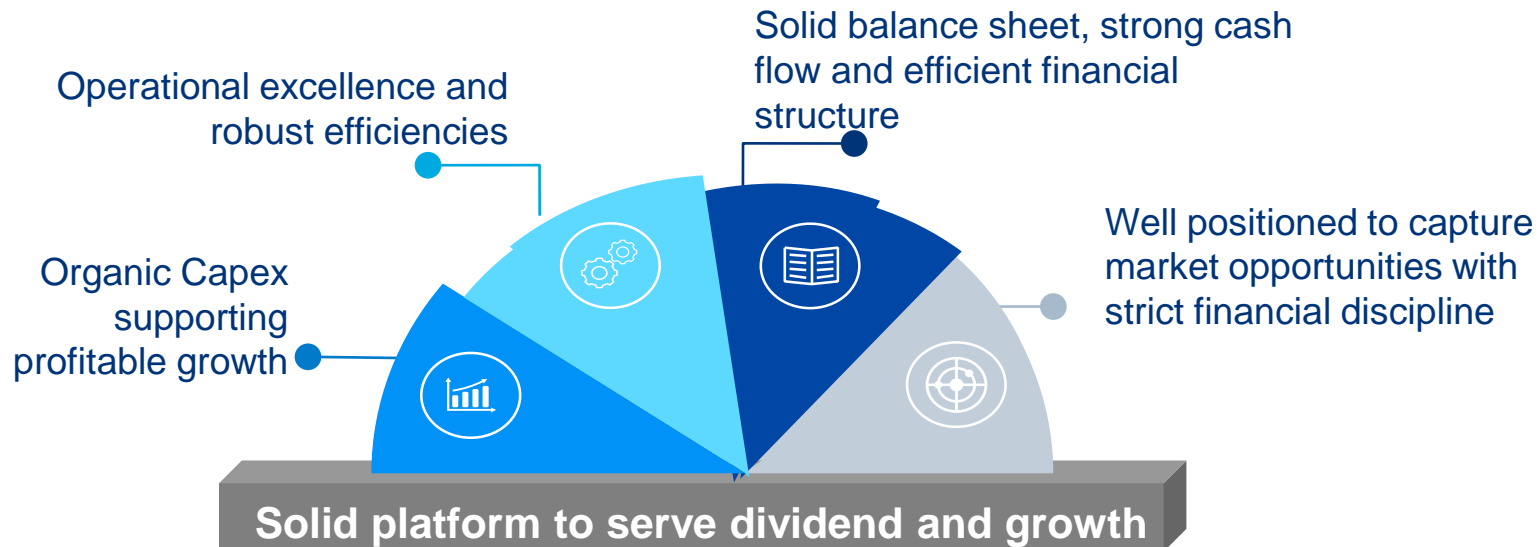 Solid balance sheet, strong cash
flow and efficient financial
structure
Operational excellence and
robust efficiencies
Well positioned to capture
market opportunities with
strict financial discipline
Organic Capex
supporting
profitable growth
Solid platform to serve dividend and growth